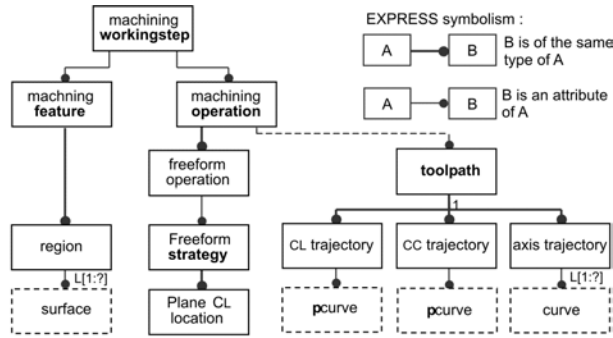 machining
workingstep
EXPRESS symbolism :
A
B
B is of the same
type of A
A
B
B is an attribute
of A
machning
feature
machining
operation
freeform
operation
toolpath
1
region
Freeform
strategy
CL trajectory
CC trajectory
axis trajectory
L[1:?]
L[1:?]
surface
Plane CL
location
pcurve
pcurve
curve